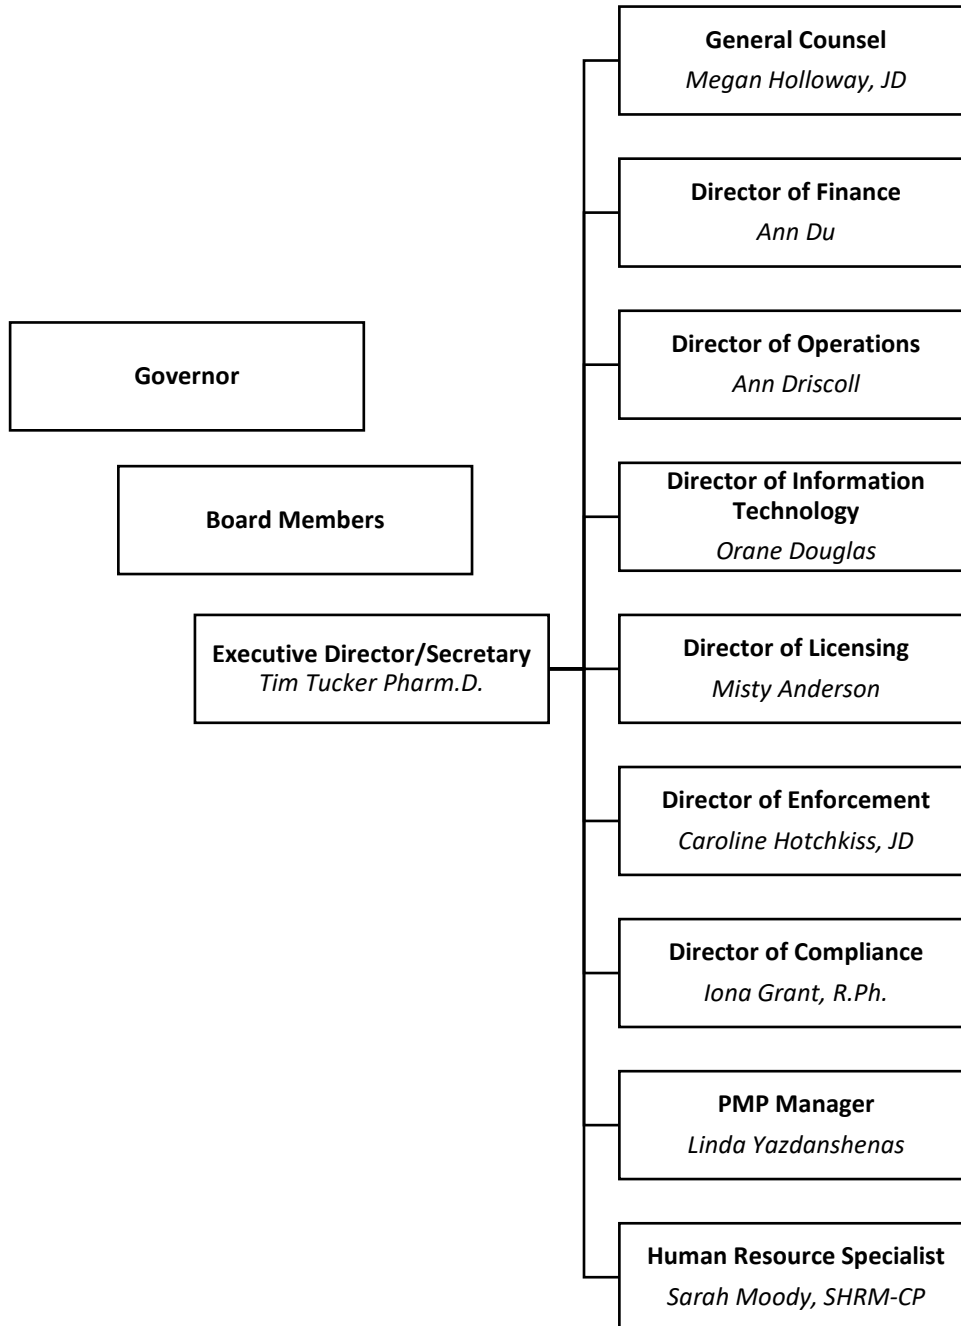 General Counsel
Megan Holloway, JD
Director of Finance
Ann Du
Director of Operations
Ann Driscoll
Governor
Board Members
Director of Information
Technology
Orane Douglas
Executive Director/Secretary
Tim Tucker Pharm.D.
Director of Licensing
Misty Anderson
Director of Enforcement
Caroline Hotchkiss, JD
Director of Compliance
Iona Grant, R.Ph.
PMP Manager
Linda Yazdanshenas
Human Resource Specialist
Sarah Moody, SHRM-CP